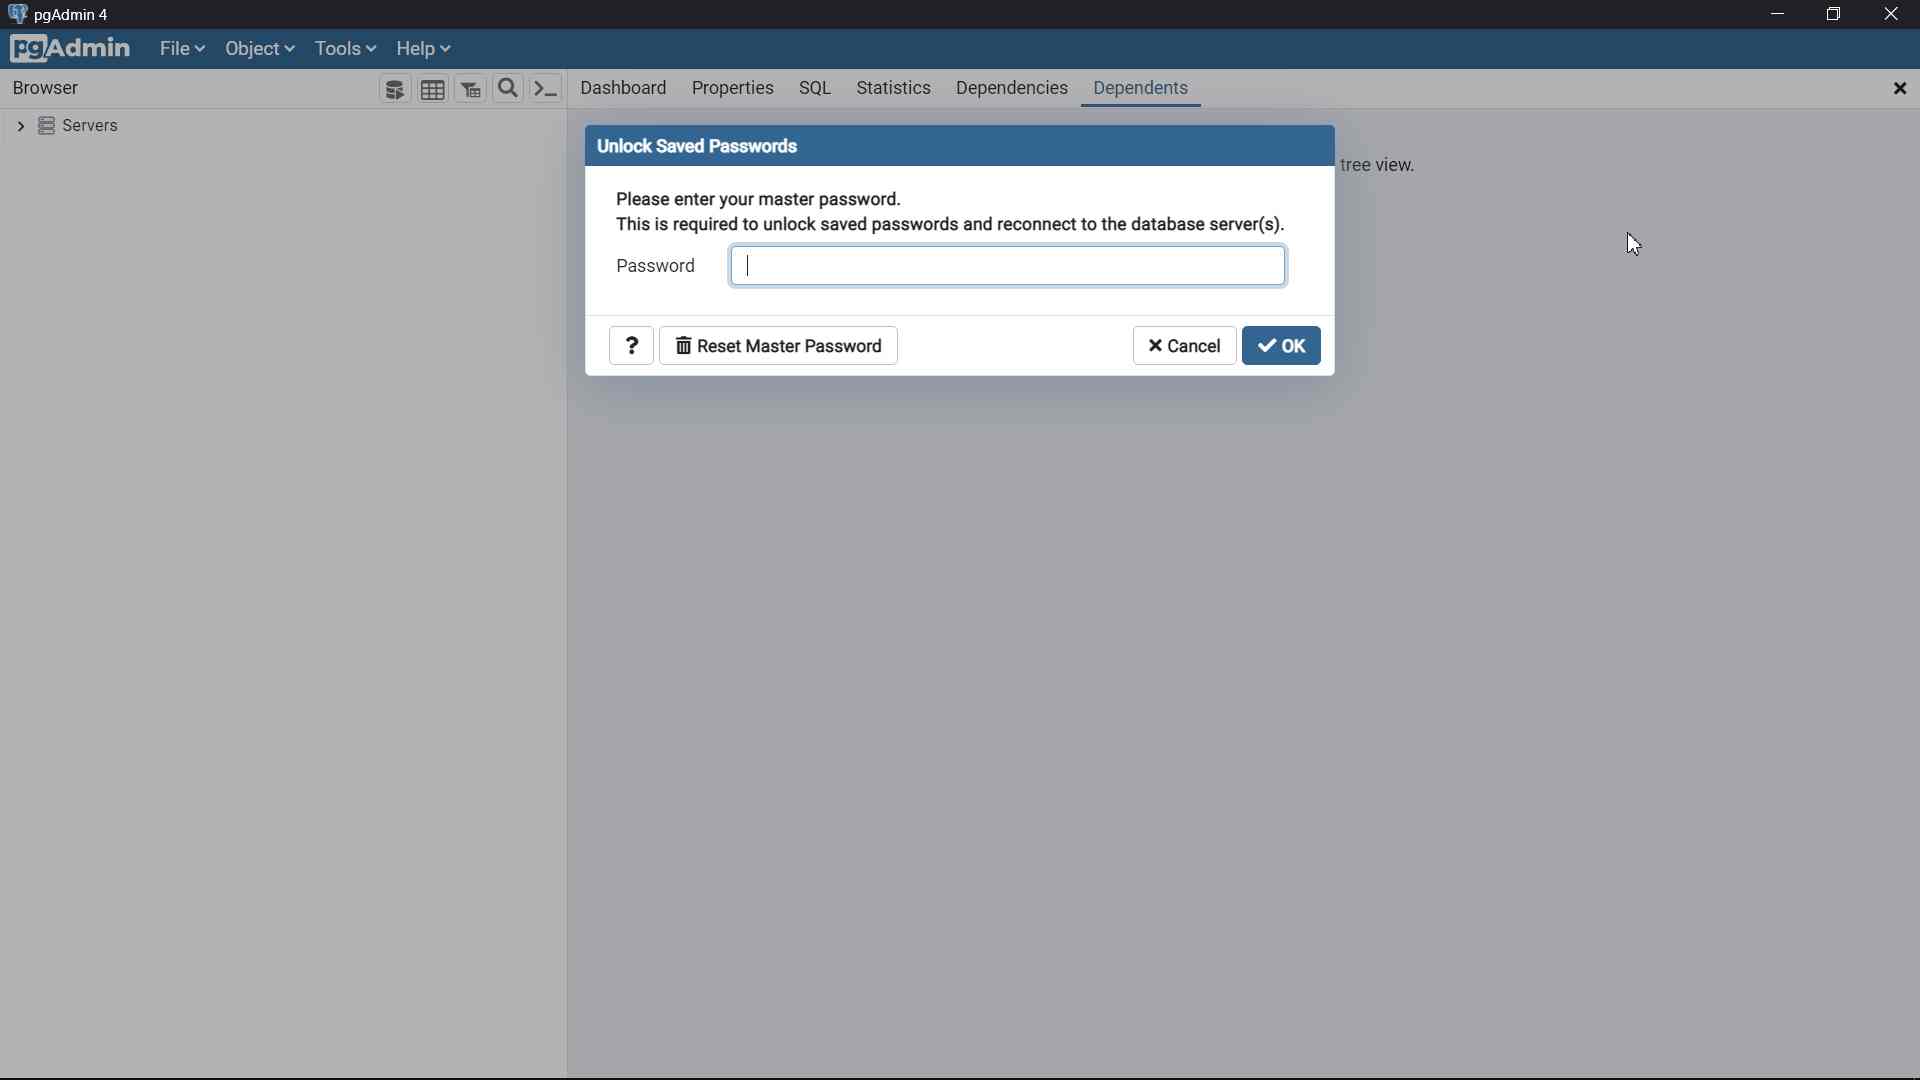 pgAdmin 4
pgAdmin File Object Tools Help
Browser
Dashboard Properties SQL Statistics Dependencies Dependents
Servers
Unlock Saved Passwords
tree view.
Please enter your master password.
This is required to unlock saved passwords and reconnect to the database server(s).
Password
? Reset Master Password Cancel OK